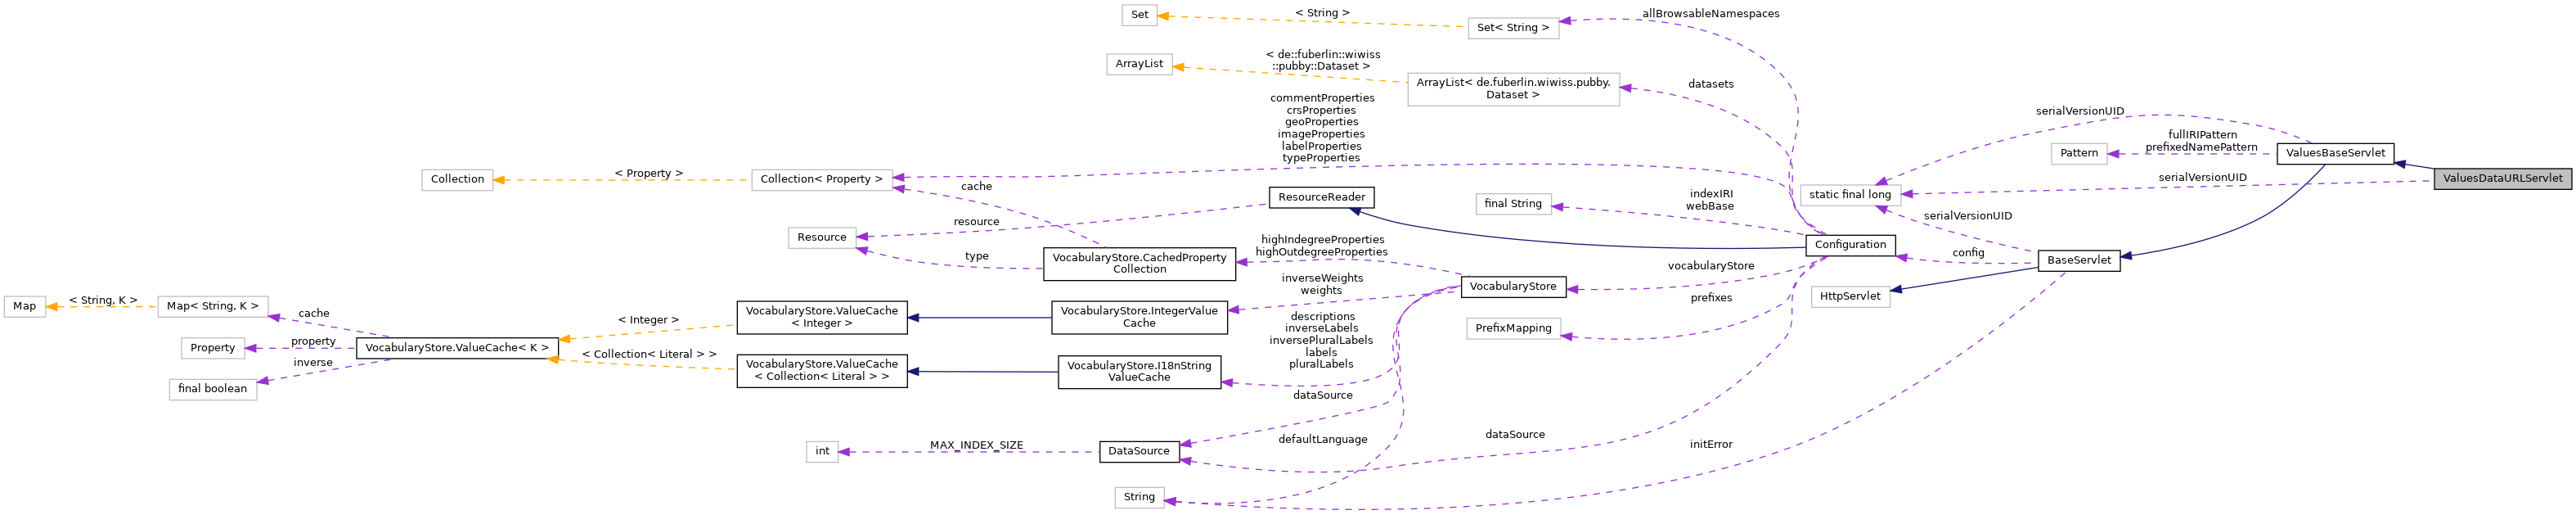 Set
< String >
Set< String >
allBrowsableNamespaces
ArrayList
< de::fuberlin::wiwiss
::pubby::Dataset >
ArrayList< de.fuberlin.wiwiss.pubby.
Dataset >
datasets
commentProperties
crsProperties
geoProperties
imageProperties
labelProperties
typeProperties
serialVersionUID
fullIRIPattern
prefixedNamePattern
Pattern
ValuesBaseServlet
ValuesDataURLServlet
serialVersionUID
Collection
< Property >
Collection< Property >
cache
ResourceReader
final String
indexIRI
webBase
static final long
serialVersionUID
Resource
resource
type
VocabularyStore.CachedProperty
Collection
highIndegreeProperties
highOutdegreeProperties
Configuration
config
BaseServlet
HttpServlet
vocabularyStore
VocabularyStore
prefixes
PrefixMapping
inverseWeights
weights
Map
< String, K >
Map< String, K >
cache
Property
property
final boolean
inverse
VocabularyStore.ValueCache< K >
< Integer >
VocabularyStore.ValueCache
< Integer >
VocabularyStore.IntegerValue
Cache
< Collection< Literal > >
VocabularyStore.ValueCache
< Collection< Literal > >
VocabularyStore.I18nString
ValueCache
descriptions
inverseLabels
inversePluralLabels
labels
pluralLabels
dataSource
int
MAX_INDEX_SIZE
DataSource
defaultLanguage
dataSource
initError
String